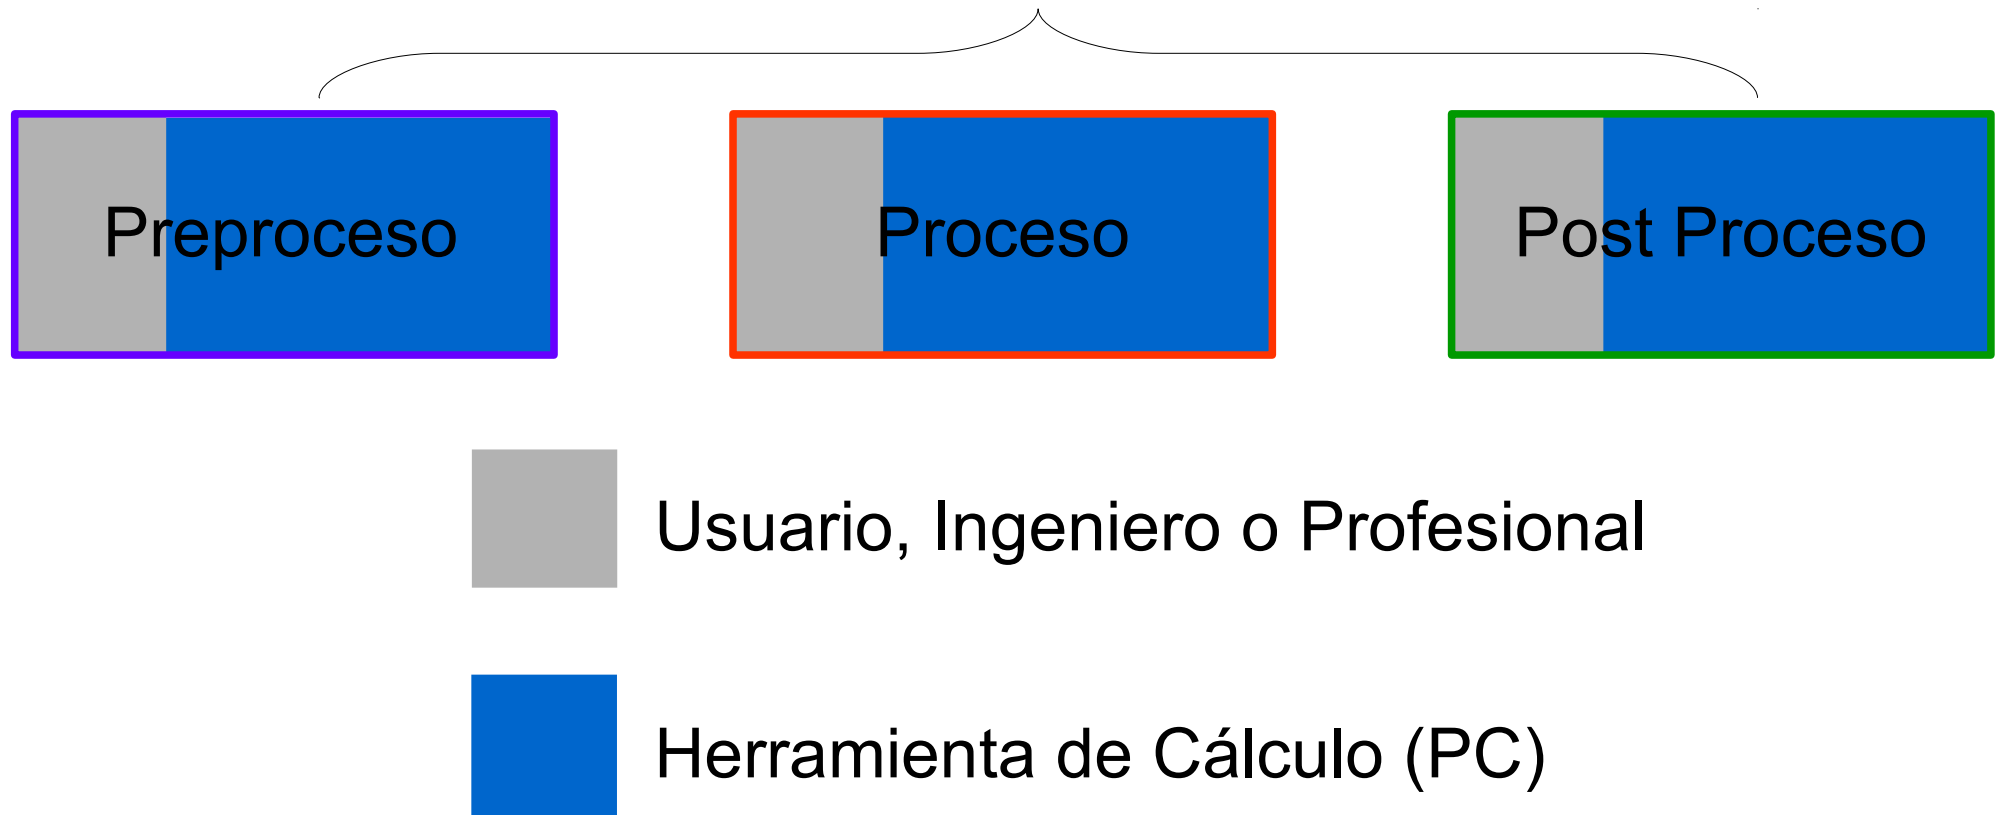 Preproceso
Proceso
Post Proceso
Usuario, Ingeniero o Profesional
Herramienta de Cálculo (PC)